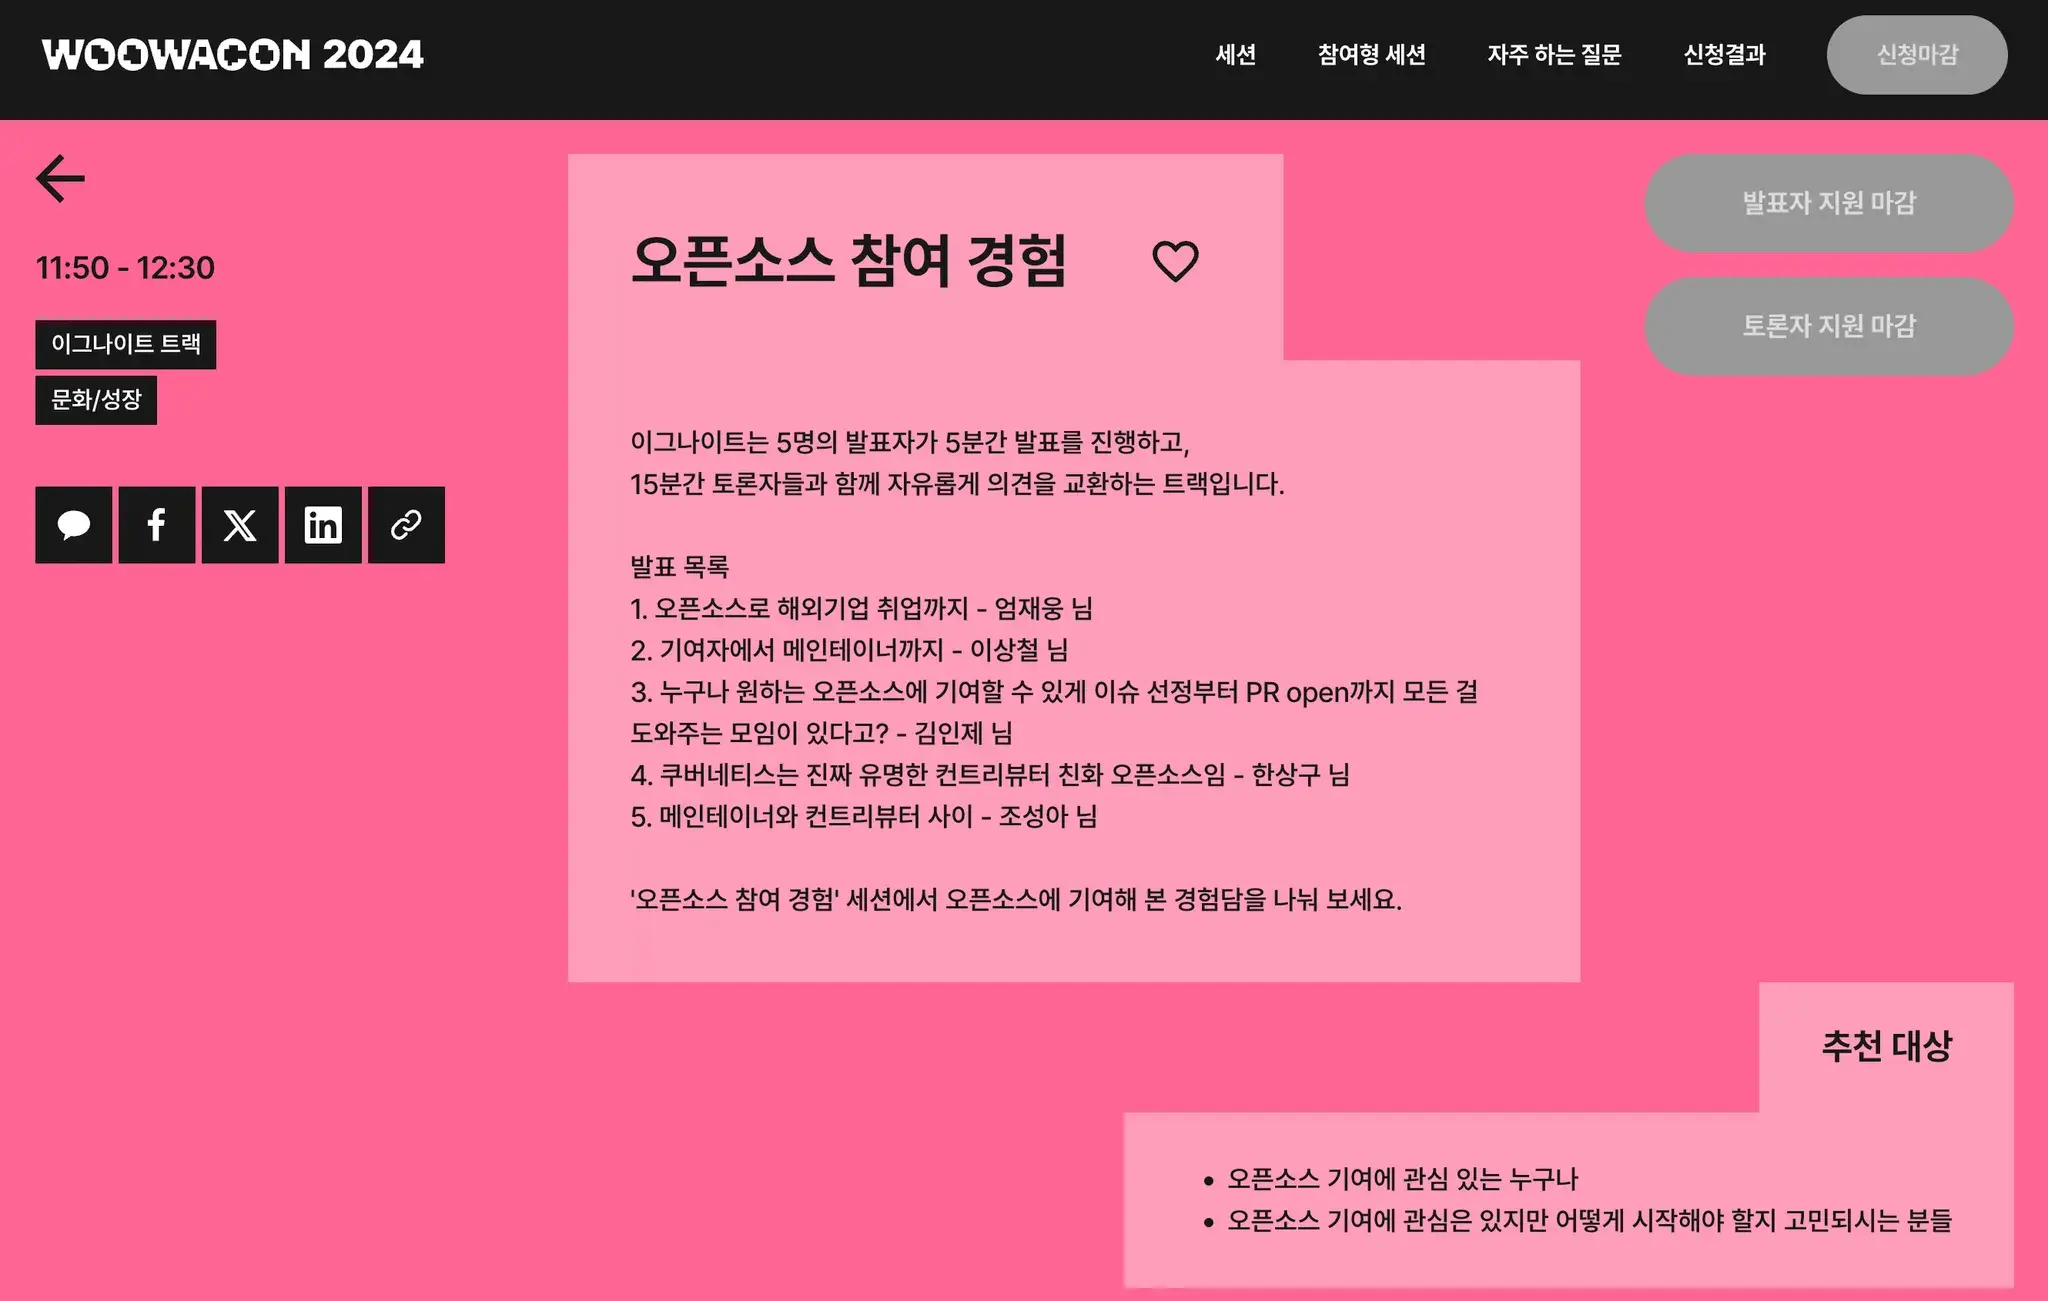 WOOWACON 2024
세션
참여형 세션
자주 하는 질문
신청결과
신청마감
11:50 - 12:30
이그나이트 트랙
문화/성장
오픈소스 참여 경험
발표자 지원 마감
토론자 지원 마감
이그나이트는 5명의 발표자가 5분간 발표를 진행하고,
15분간 토론자들과 함께 자유롭게 의견을 교환하는 트랙입니다.
발표 목록
1. 오픈소스로 해외기업 취업까지 - 엄재웅 님
2. 기여자에서 메인테이너까지 - 이상철 님
3. 누구나 원하는 오픈소스에 기여할 수 있게 이슈 선정부터 PR open까지 모든 걸
도와주는 모임이 있다고? - 김인제 님
4. 쿠버네티스는 진짜 유명한 컨트리뷰터 친화 오픈소스임 - 한상구 님
5. 메인테이너와 컨트리뷰터 사이 - 조성아 님
'오픈소스 참여 경험' 세션에서 오픈소스에 기여해 본 경험담을 나눠 보세요.
추천 대상
• 오픈소스 기여에 관심 있는 누구나
• 오픈소스 기여에 관심은 있지만 어떻게 시작해야 할지 고민되시는 분들